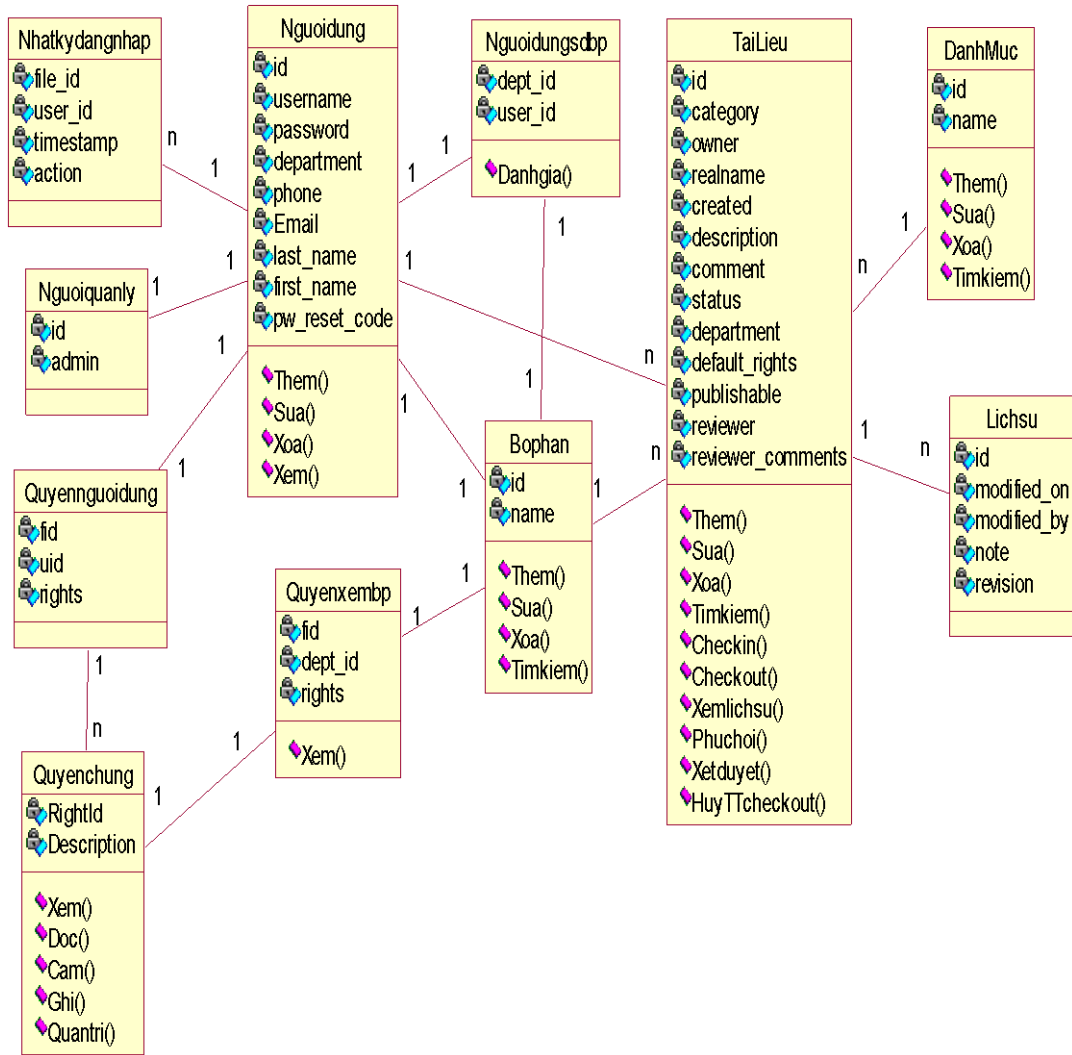 Nhatkydangnhap
file_id
user_id
timestamp
action
Nguoidung
id
username
password
department
phone
Email
last_name
first_name
pw_reset_code
Them()
Sua()
Xoa()
Xem()
Nguoidungsdbp
dept_id
user_id
Danhgia()
TaiLieu
id
category
owner
realname
created
description
comment
status
department
default_rights
publishable
reviewer
reviewer_comments
Them()
Sua()
Xoa()
Timkiem()
Checkin()
Checkout()
Xemlichsu()
Phuchoi()
Xetduyet()
HuyTTcheckout()
DanhMuc
id
name
Them()
Sua()
Xoa()
Timkiem()
Nguoiquanly
id
admin
Quyennguoidung
fid
uid
rights
Quyenxembp
fid
dept_id
rights
Xem()
Bophan
id
name
Them()
Sua()
Xoa()
Timkiem()
Lichsu
id
modified_on
modified_by
note
revision
Quyenchung
RightId
Description
Xem()
Doc()
Cam()
Ghi()
Quantri()
n
1
1
1
1
1
1
1
n
1
1
1
1
1
1
n
n
1
1
n
1
n
1
1
1
1